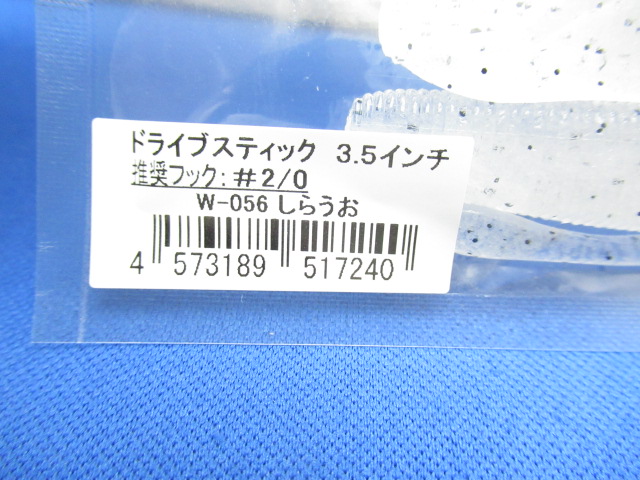 ドライブスティック 3.5インチ
推奨フック:#2/0
W-056 しらうお
4 573189 517240